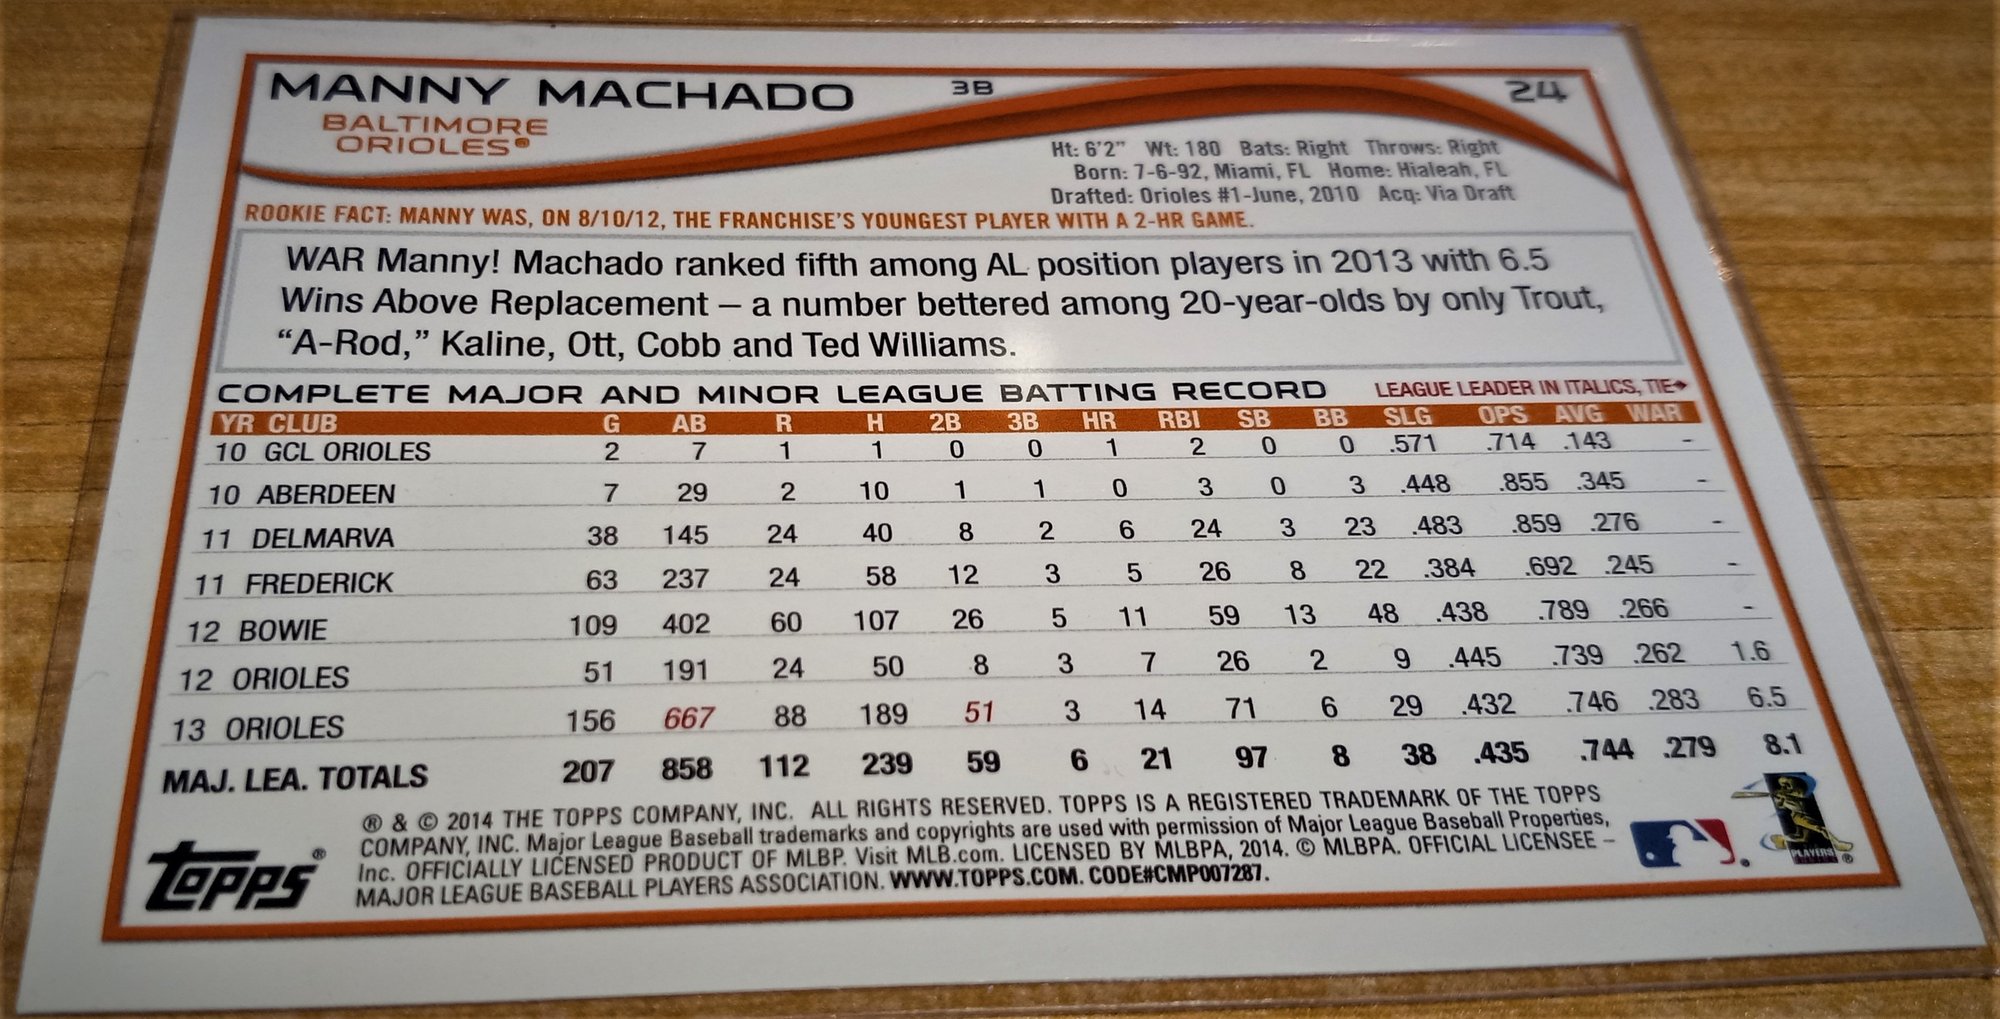 MANNY MACHADO 3B 24
BALTIMORE
ORIOLES®
Ht: 6'2" Wt: 180 Bats: Right Throws: Right
Born: 7-6-92, Miami, FL Home: Hialeah, FL
Drafted: Orioles #1-June, 2010 Acq: Via Draft
ROOKIE FACT: MANNY WAS, ON 8/10/12, THE FRANCHISE'S YOUNGEST PLAYER WITH A 2-HR GAME.
WAR Manny! Machado ranked fifth among AL position players in 2013 with 6.5
Wins Above Replacement – a number bettered among 20-year-olds by only Trout,
“A-Rod,” Kaline, Ott, Cobb and Ted Williams.
COMPLETE MAJOR AND MINOR LEAGUE BATTING RECORD LEAGUE LEADER IN ITALICS, TIE♦
YR CLUB G AB R H 2B 3B HR RBI SB BB SLG OPS AVG WAR
10 GCL ORIOLES 2 7 1 1 0 0 1 2 0 0 .571 .714 .143 -
10 ABERDEEN 7 29 2 10 1 1 0 3 0 3 .448 .855 .345 -
11 DELMARVA 38 145 24 40 8 2 6 24 3 23 .483 .859 .276 -
11 FREDERICK 63 237 24 58 12 3 5 26 8 22 .384 .692 .245 -
12 BOWIE 109 402 60 107 26 5 11 59 13 48 .438 .789 .266 -
12 ORIOLES 51 191 24 50 8 3 7 26 2 9 .445 .739 .262 1.6
13 ORIOLES 156 667 88 189 51 3 14 71 6 29 .432 .746 .283 6.5
MAJ. LEA. TOTALS 207 858 112 239 59 6 21 97 8 38 .435 .744 .279 8.1
® & © 2014 THE TOPPS COMPANY, INC. ALL RIGHTS RESERVED. TOPPS IS A REGISTERED TRADEMARK OF THE TOPPS
COMPANY, INC. Major League Baseball trademarks and copyrights are used with permission of Major League Baseball Properties,
Inc. OFFICIALLY LICENSED PRODUCT OF MLBP. Visit MLB.com. LICENSED BY MLBPA, 2014. © MLBPA. OFFICIAL LICENSEE –
MAJOR LEAGUE BASEBALL PLAYERS ASSOCIATION. WWW.TOPPS.COM. CODE#CMP007287.
Topps®
PLAYERS